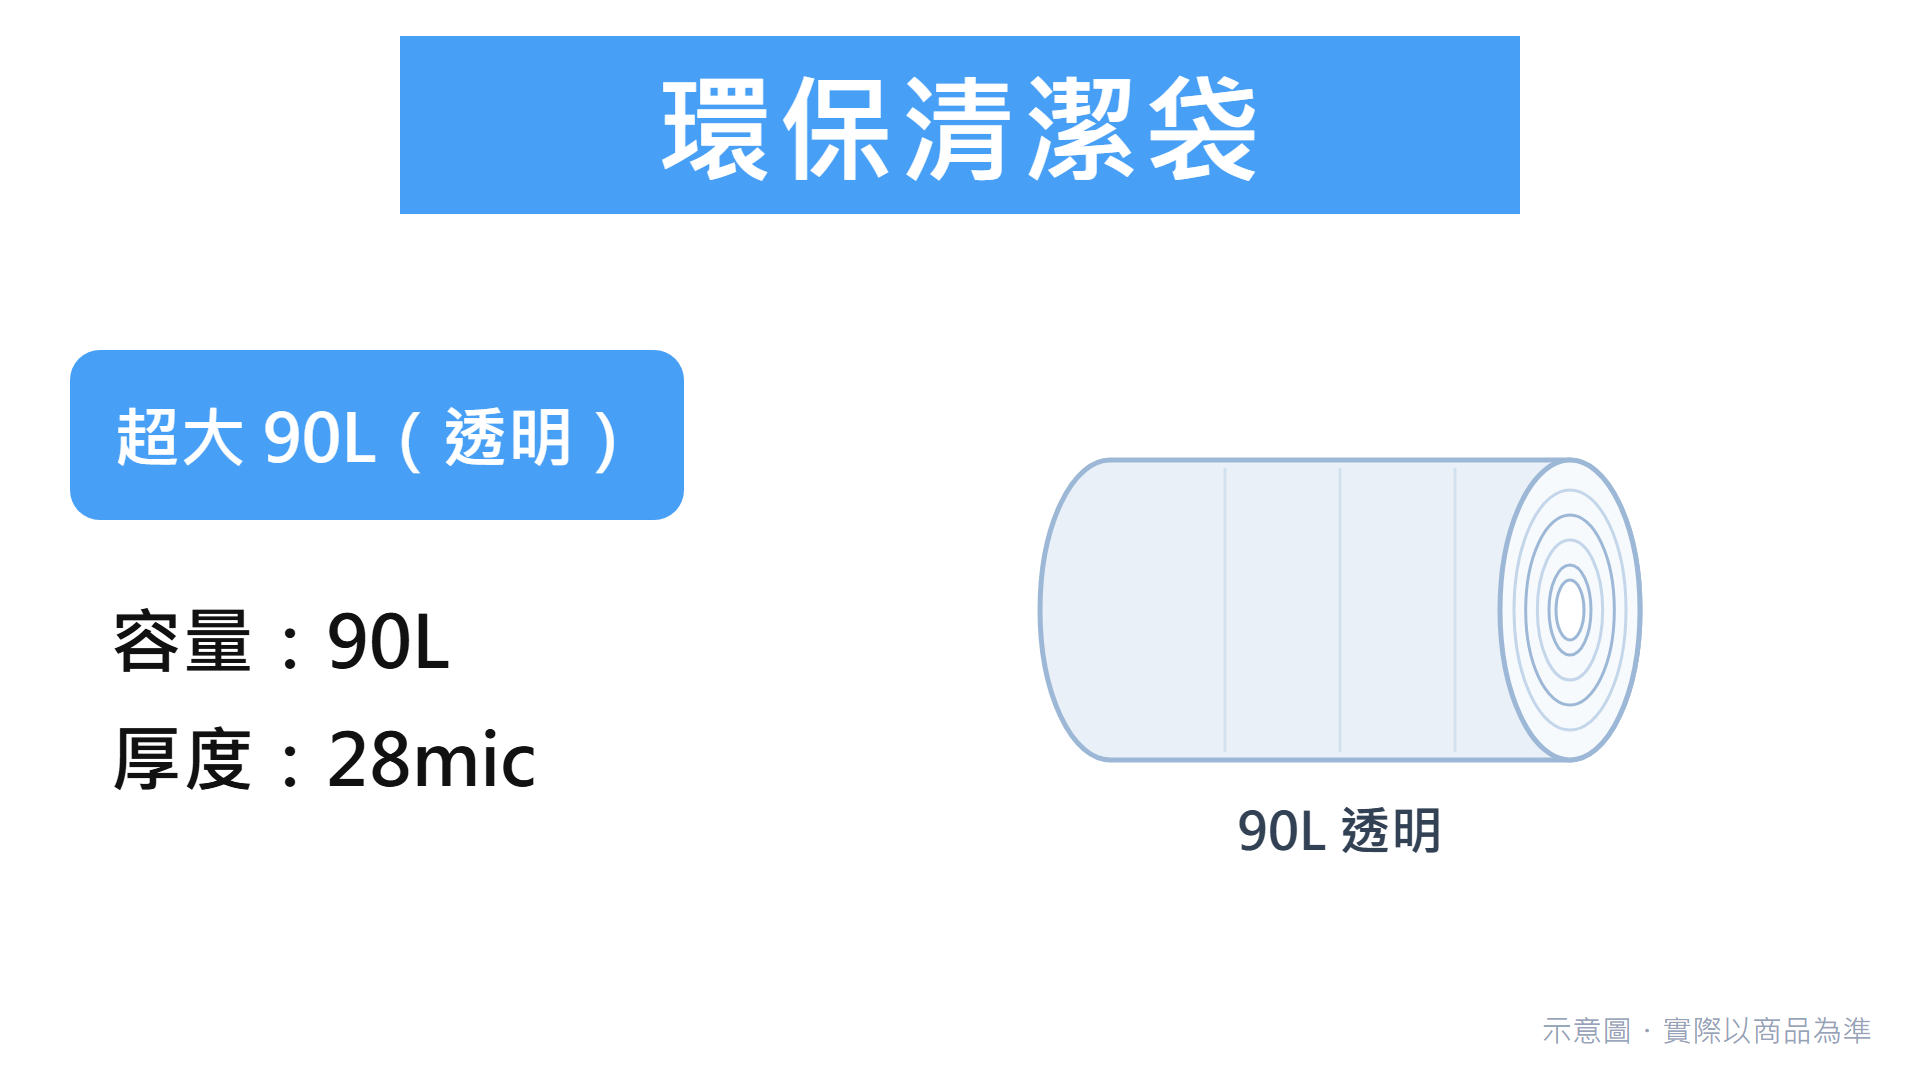 環保清潔袋
超大 90L(透明)
容量：90L
厚度：28mic
90L 透明
示意圖・實際以商品為準